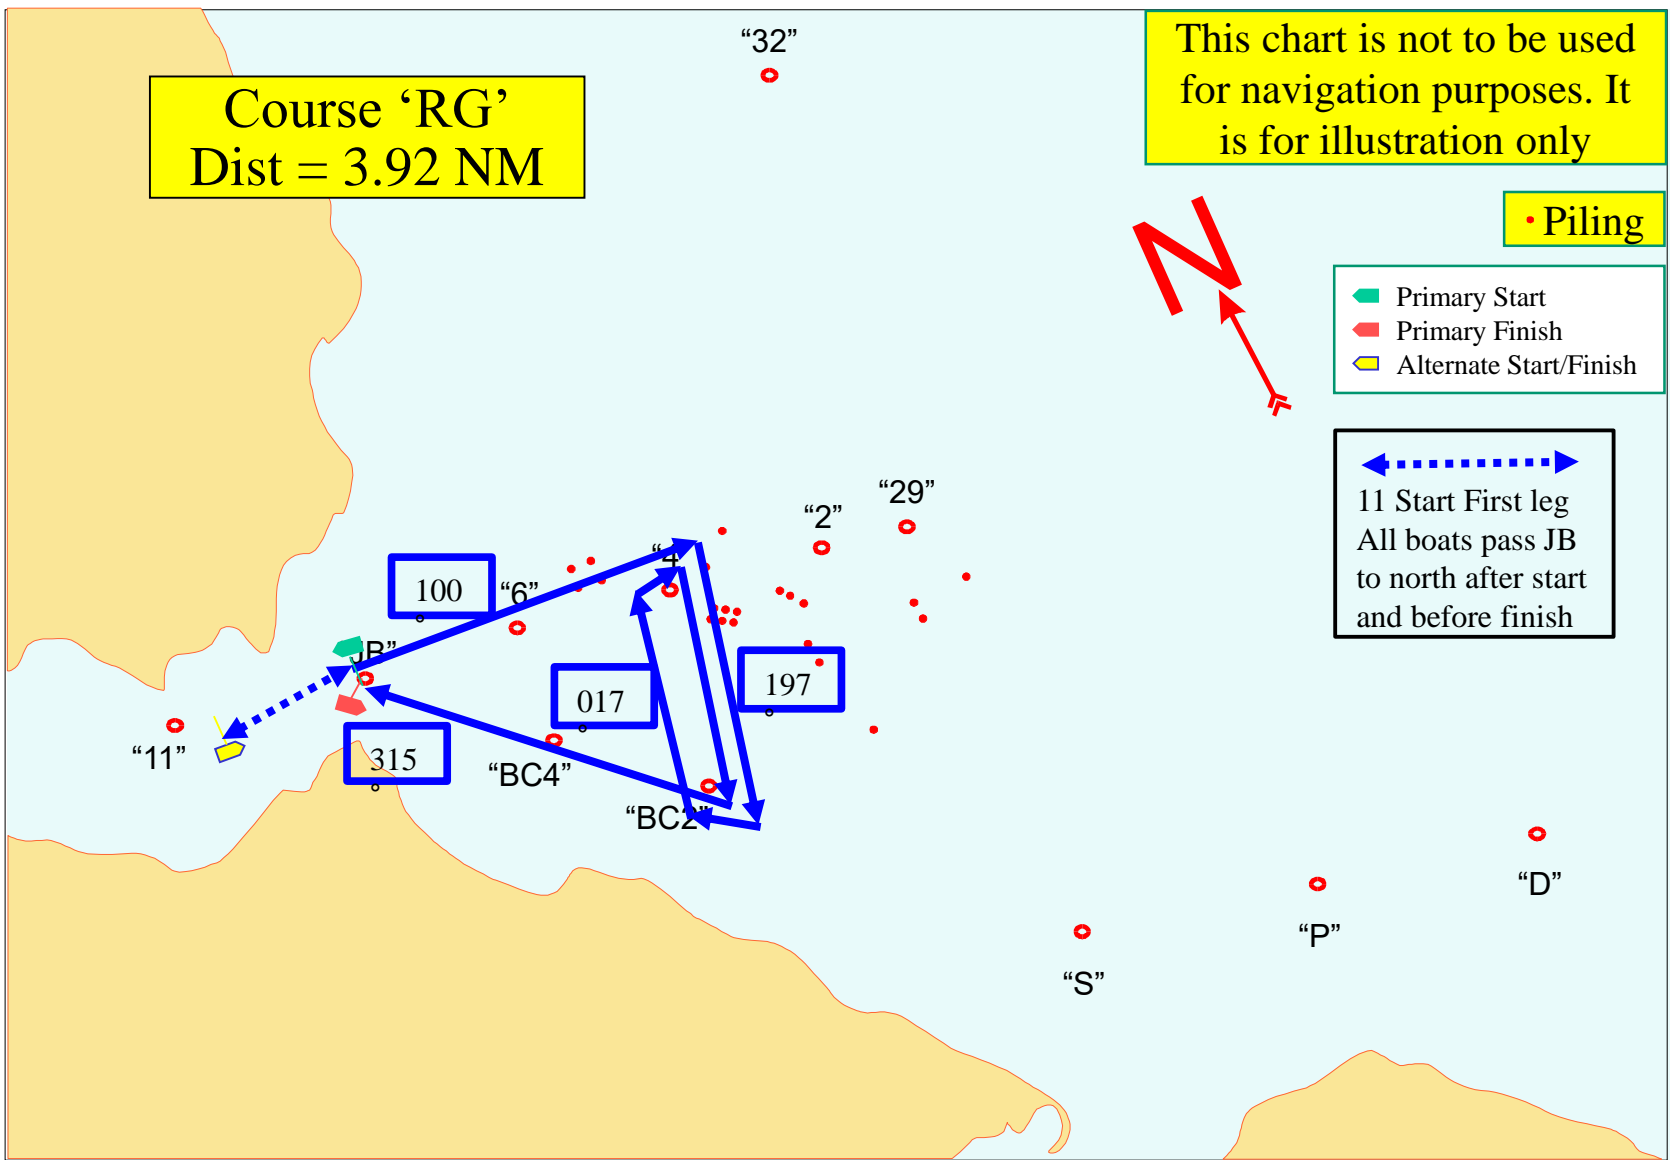 “32”
This chart is not to be used
for navigation purposes. It
is for illustration only
Course ‘RG’
Dist = 3.92 NM
N
Piling
Primary Start
Primary Finish
Alternate Start/Finish
11 Start First leg
All boats pass JB
to north after start
and before finish
“29”
“2”
“4”
100°
“6”
“JB”
017°
197°
“11”
315°
“BC4”
“BC2”
“D”
“P”
“S”